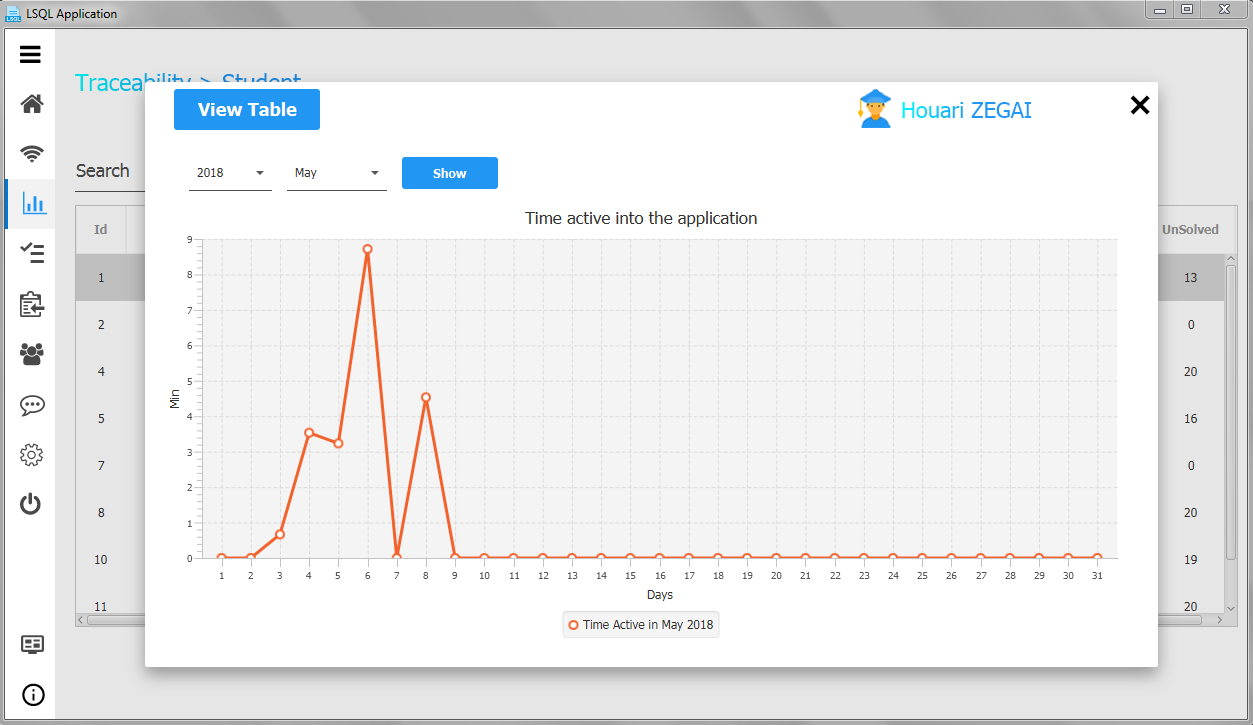 LSQL Application
Traceability > Student
View Table
Houari ZEGAI
2018
May
Show
Search
Id
UnSolved
1
13
2
0
4
20
5
16
7
0
8
20
10
19
11
20
Time active into the application
Min
9
8
7
6
5
4
3
2
1
0
1 2 3 4 5 6 7 8 9 10 11 12 13 14 15 16 17 18 19 20 21 22 23 24 25 26 27 28 29 30 31
Days
Time Active in May 2018